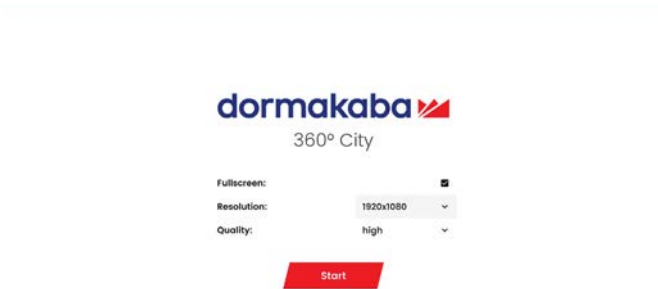 dormakaba
360° City
Fullscreen:
Resolution: 1920x1080
Quality: high
Start